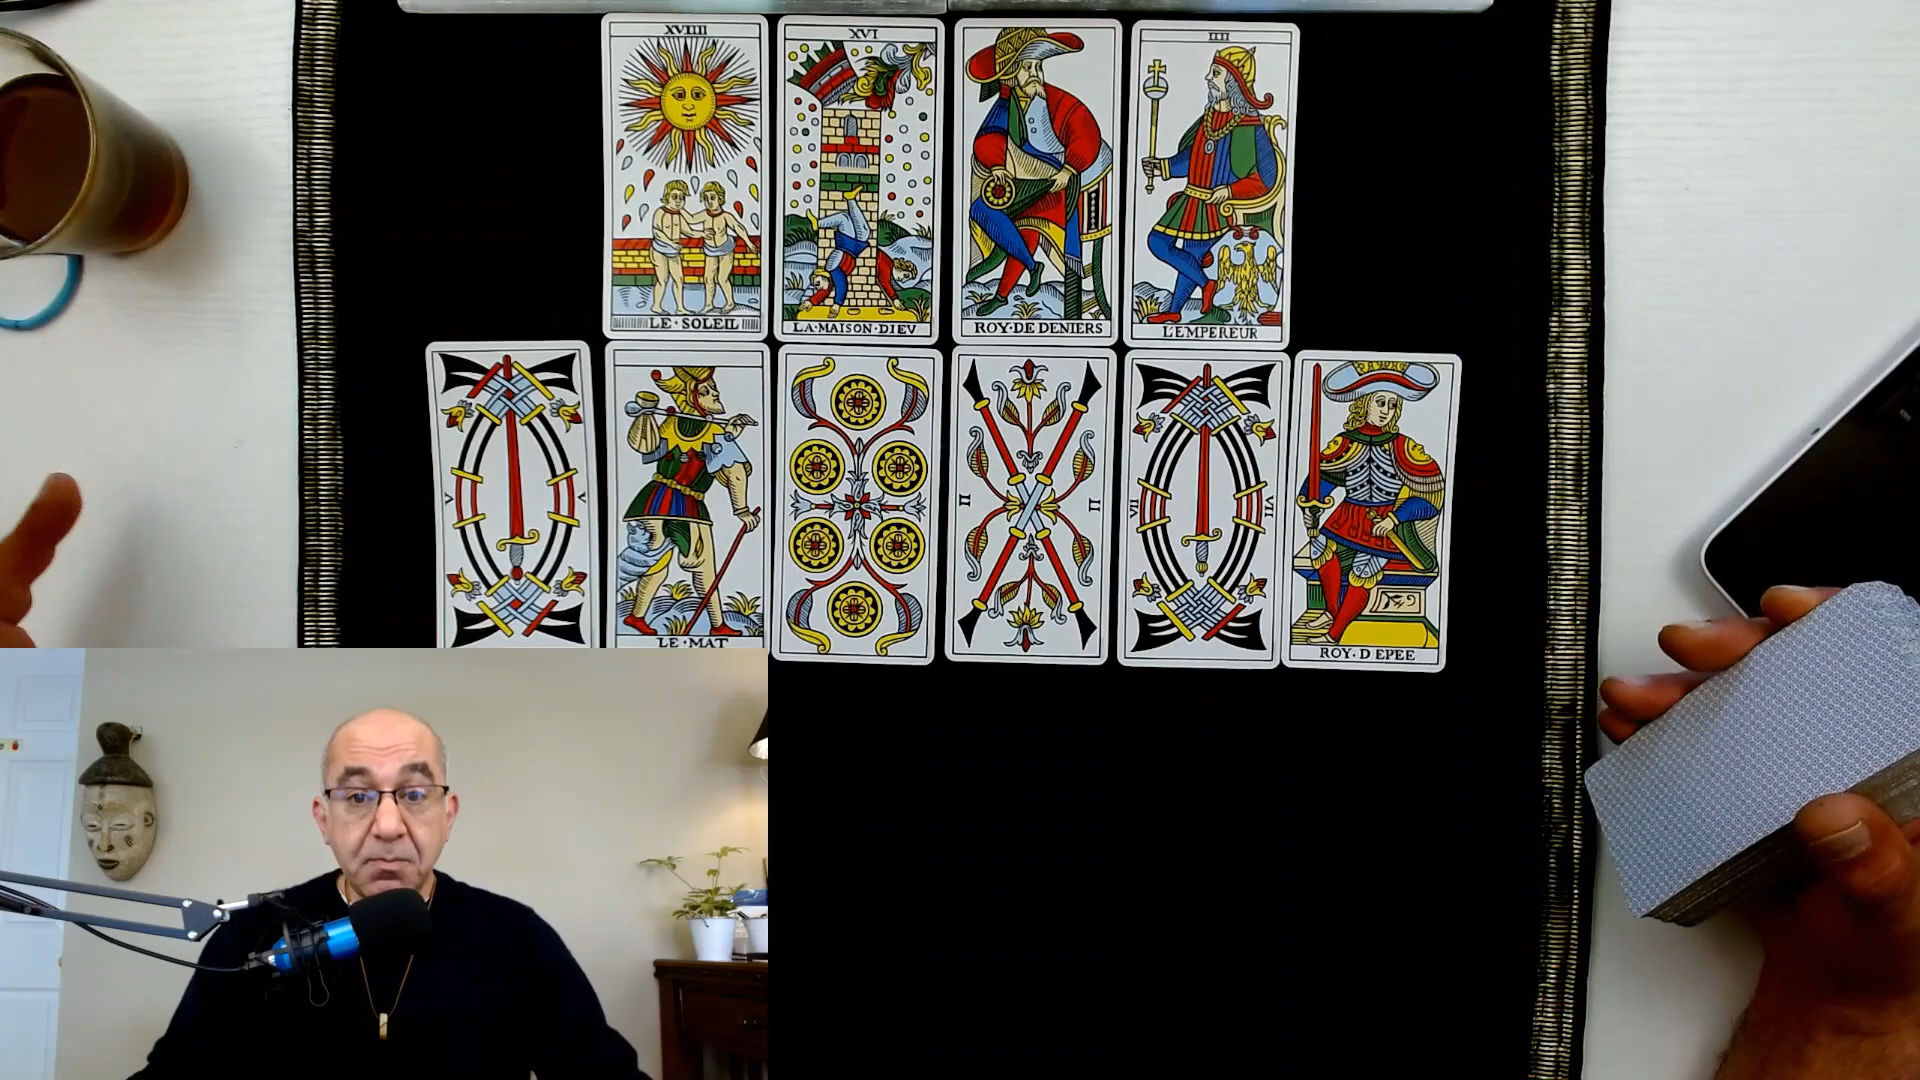 XVIIII
LE·SOLEIL
XVI
LA·MAISON·DIEV
ROY·DE·DENIERS
IIII
L'EMPEREUR
V
V
LE·MAT
II
II
VII
VII
ROY·D EPEE